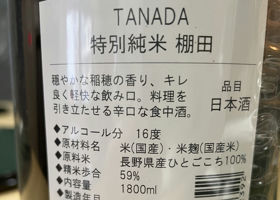 TANADA
特別純米 棚田
穏やかな稲穂の香り、キレ
良く軽快な飲み口。料理を
引き立たせる辛口な食中酒。
品目
日本酒
◆アルコール分 16度
◆原材料名 米(国産)・米麹(国産米)
◆原料米 長野県産ひとごこち100%
◆精米歩合 59%
◆内容量 1800ml
◆製造年月